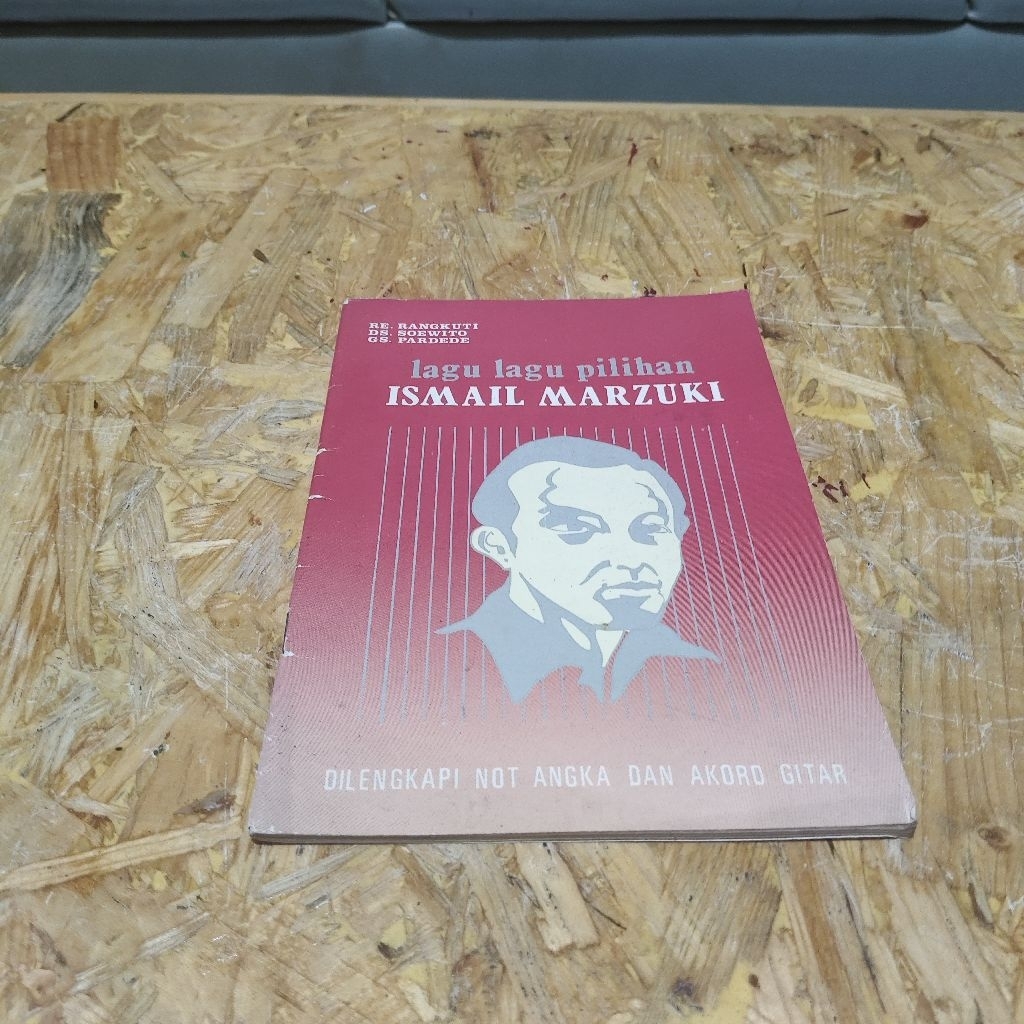 RE. RANGKUTI
DS. SOEWITO
GS. PARDEDE
lagu lagu pilihan
ISMAIL MARZUKI
DILENGKAPI NOT ANGKA DAN AKORD GITAR